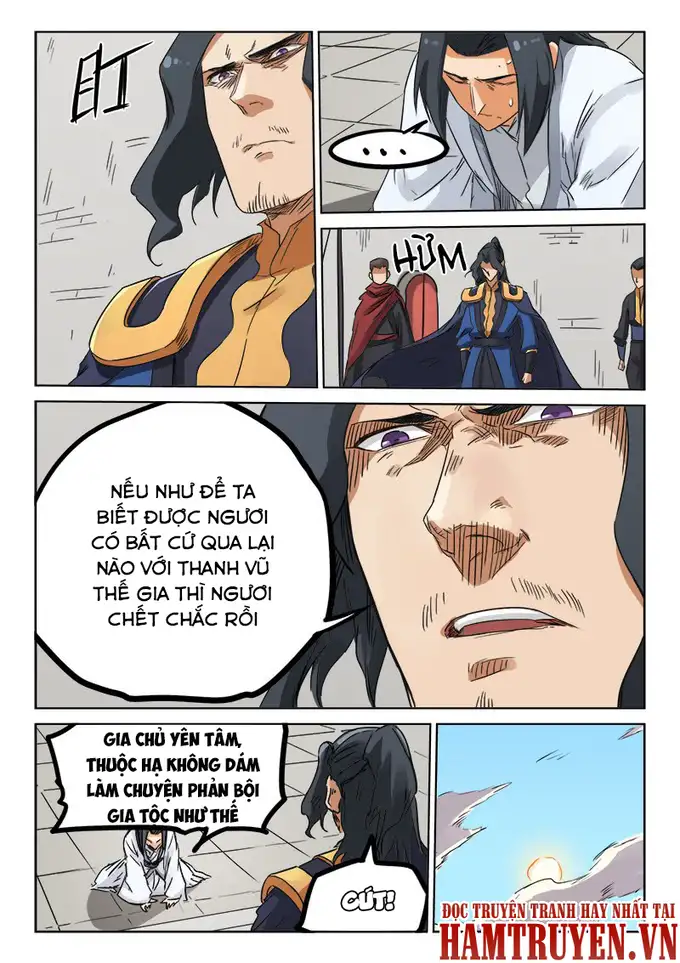 盯
...
HỪM
NẾU NHƯ ĐỂ TA
BIẾT ĐƯỢC NGƯƠI
CÓ BẤT CỨ QUA LẠI
NÀO VỚI THANH VŨ
THẾ GIA THÌ NGƯƠI
CHẾT CHẮC RỒI
GIA CHỦ YÊN TÂM,
THUỘC HẠ KHÔNG DÁM
LÀM CHUYỆN PHẢN BỘI
GIA TỘC NHƯ THẾ
CÚT!
ĐỌC TRUYỆN TRANH HAY NHẤT TẠI
HAMTRUYEN.VN